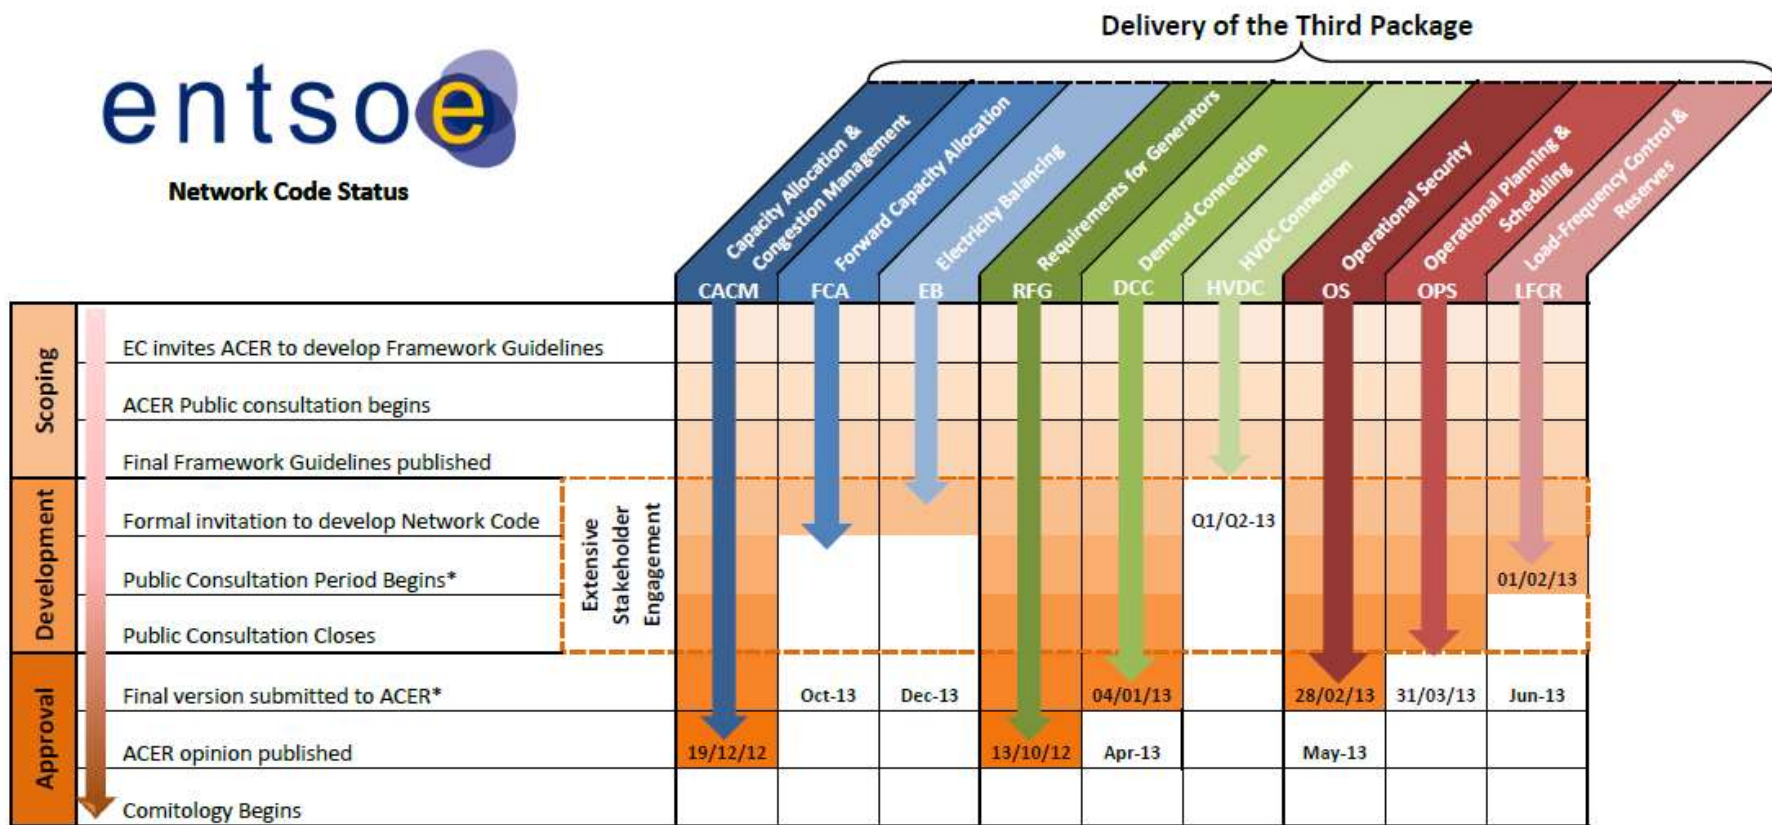 Delivery of the Third Package
entsoe
Network Code Status
Capacity Allocation &
Congestion Management
Forward Capacity Allocation
Electricity Balancing
Requirements for Generators
Demand Connection
HVDC Connection
Operational Security
Operational Planning &
Scheduling
Load-Frequency Control &
Reserves
CACM FCA EB RFG DCC HVDC OS OPS LFCR
Scoping
EC invites ACER to develop Framework Guidelines
ACER Public consultation begins
Final Framework Guidelines published
Development
Formal invitation to develop Network Code Q1/Q2-13
Extensive
Stakeholder
Engagement
Public Consultation Period Begins* 01/02/13
Public Consultation Closes
Approval
Final version submitted to ACER* Oct-13 Dec-13 04/01/13 28/02/13 31/03/13 Jun-13
ACER opinion published 19/12/12 13/10/12 Apr-13 May-13
Comitology Begins